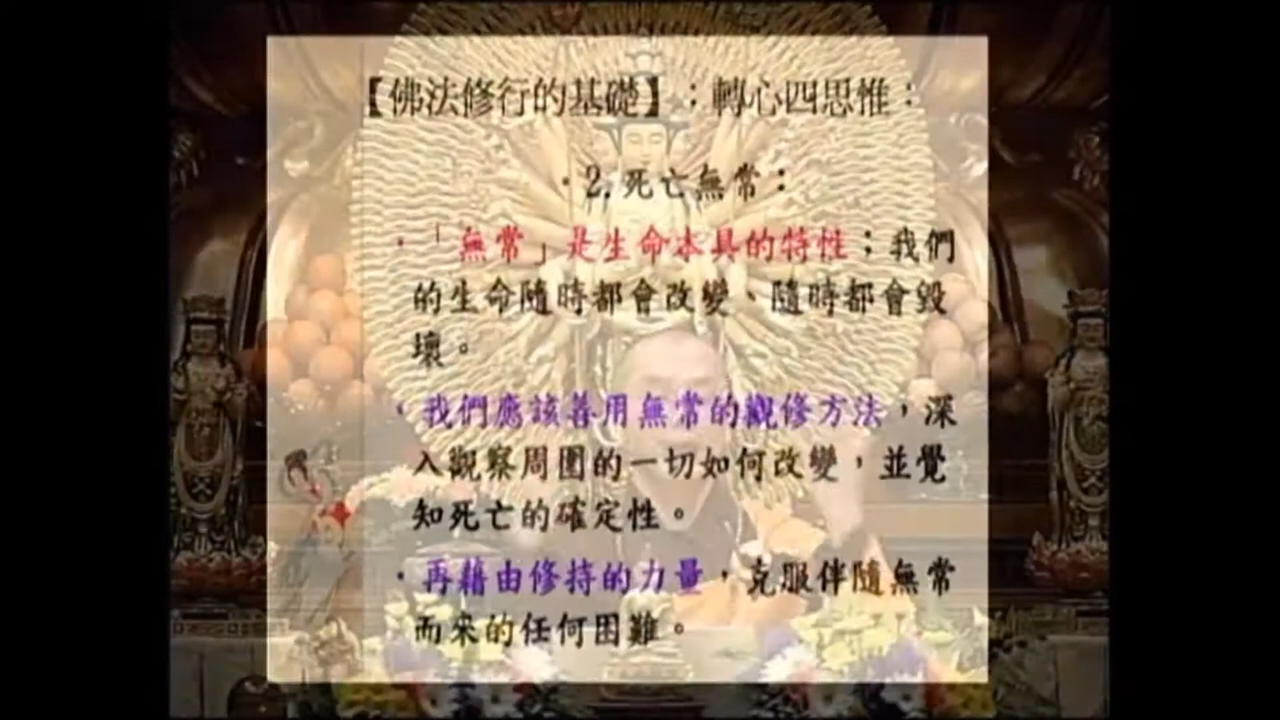 【佛法修行的基礎】；轉心四思惟：
·2.死亡無常：
·「無常」是生命本具的特性；我們
的生命隨時都會改變、隨時都會毀
壞。
·我們應該善用無常的觀修方法，深
入觀察周圍的一切如何改變，並覺
知死亡的確定性。
·再藉由修持的力量，克服伴隨無常
而來的任何困難。